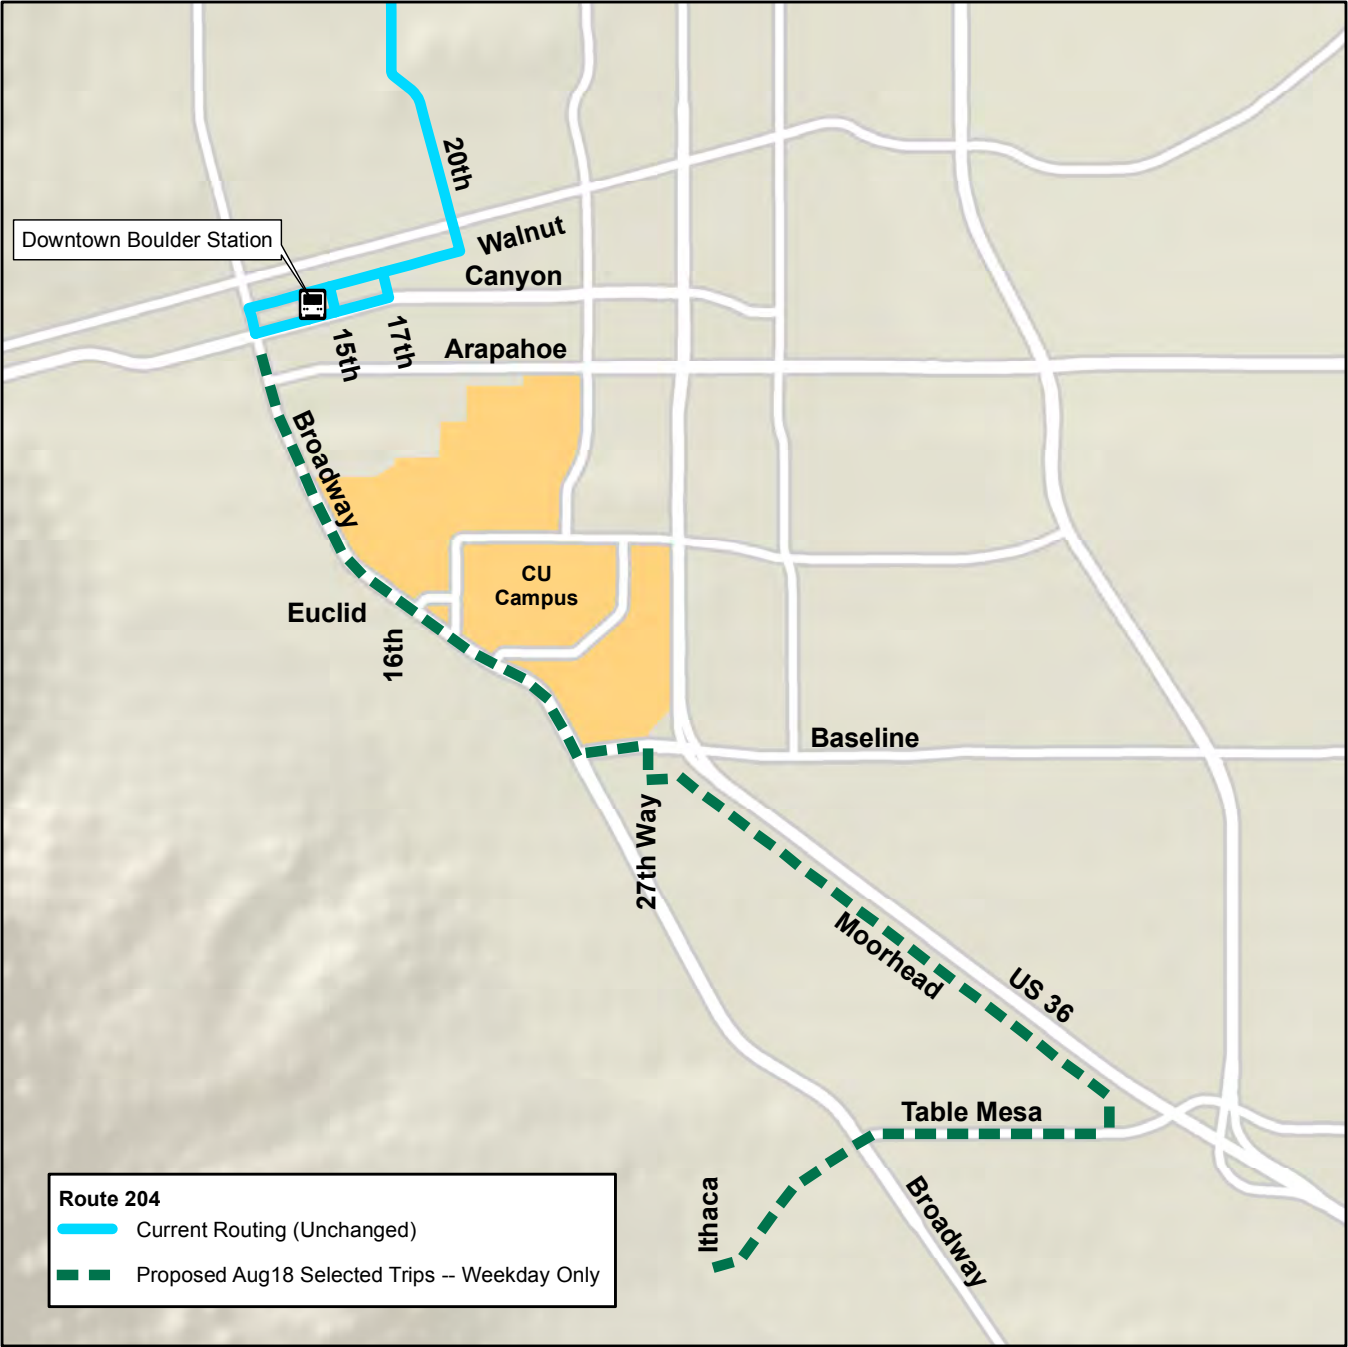 20th
Walnut
Downtown Boulder Station
Canyon
15th
17th
Arapahoe
Broadway
CU
Campus
Euclid
16th
Baseline
27th Way
Moorhead
US 36
Table Mesa
Ithaca
Broadway
Route 204
Current Routing (Unchanged)
Proposed Aug18 Selected Trips -- Weekday Only